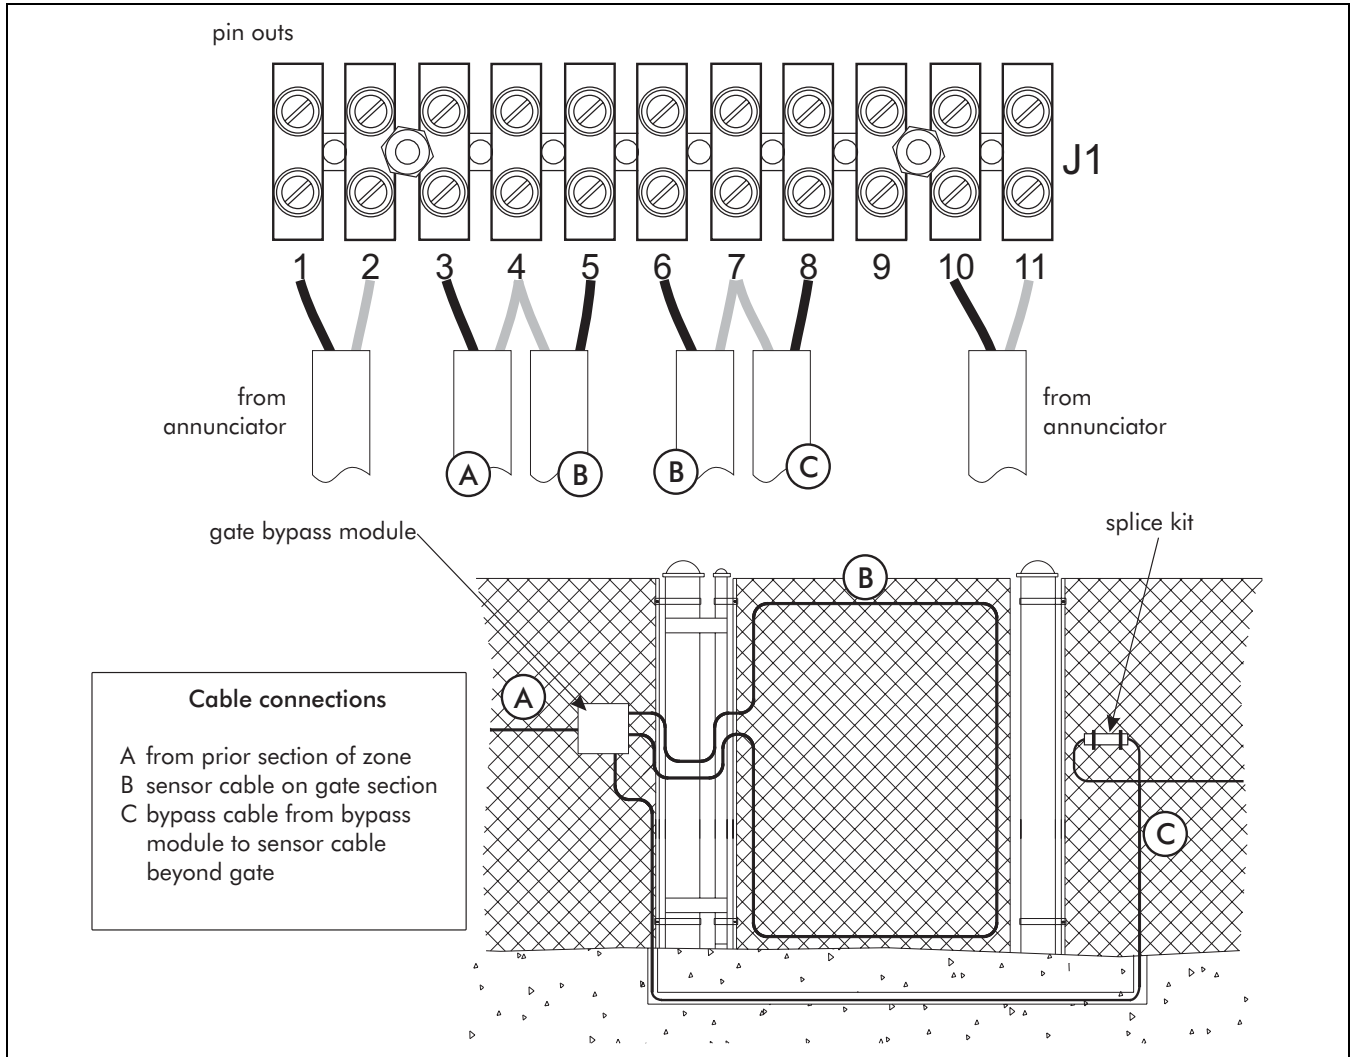 pin outs
J1
1 2 3 4 5 6 7 8 9 10 11
from
annunciator
A
B
B
C
from
annunciator
gate bypass module
splice kit
B
A
C
Cable connections
A from prior section of zone
B sensor cable on gate section
C bypass cable from bypass
module to sensor cable
beyond gate